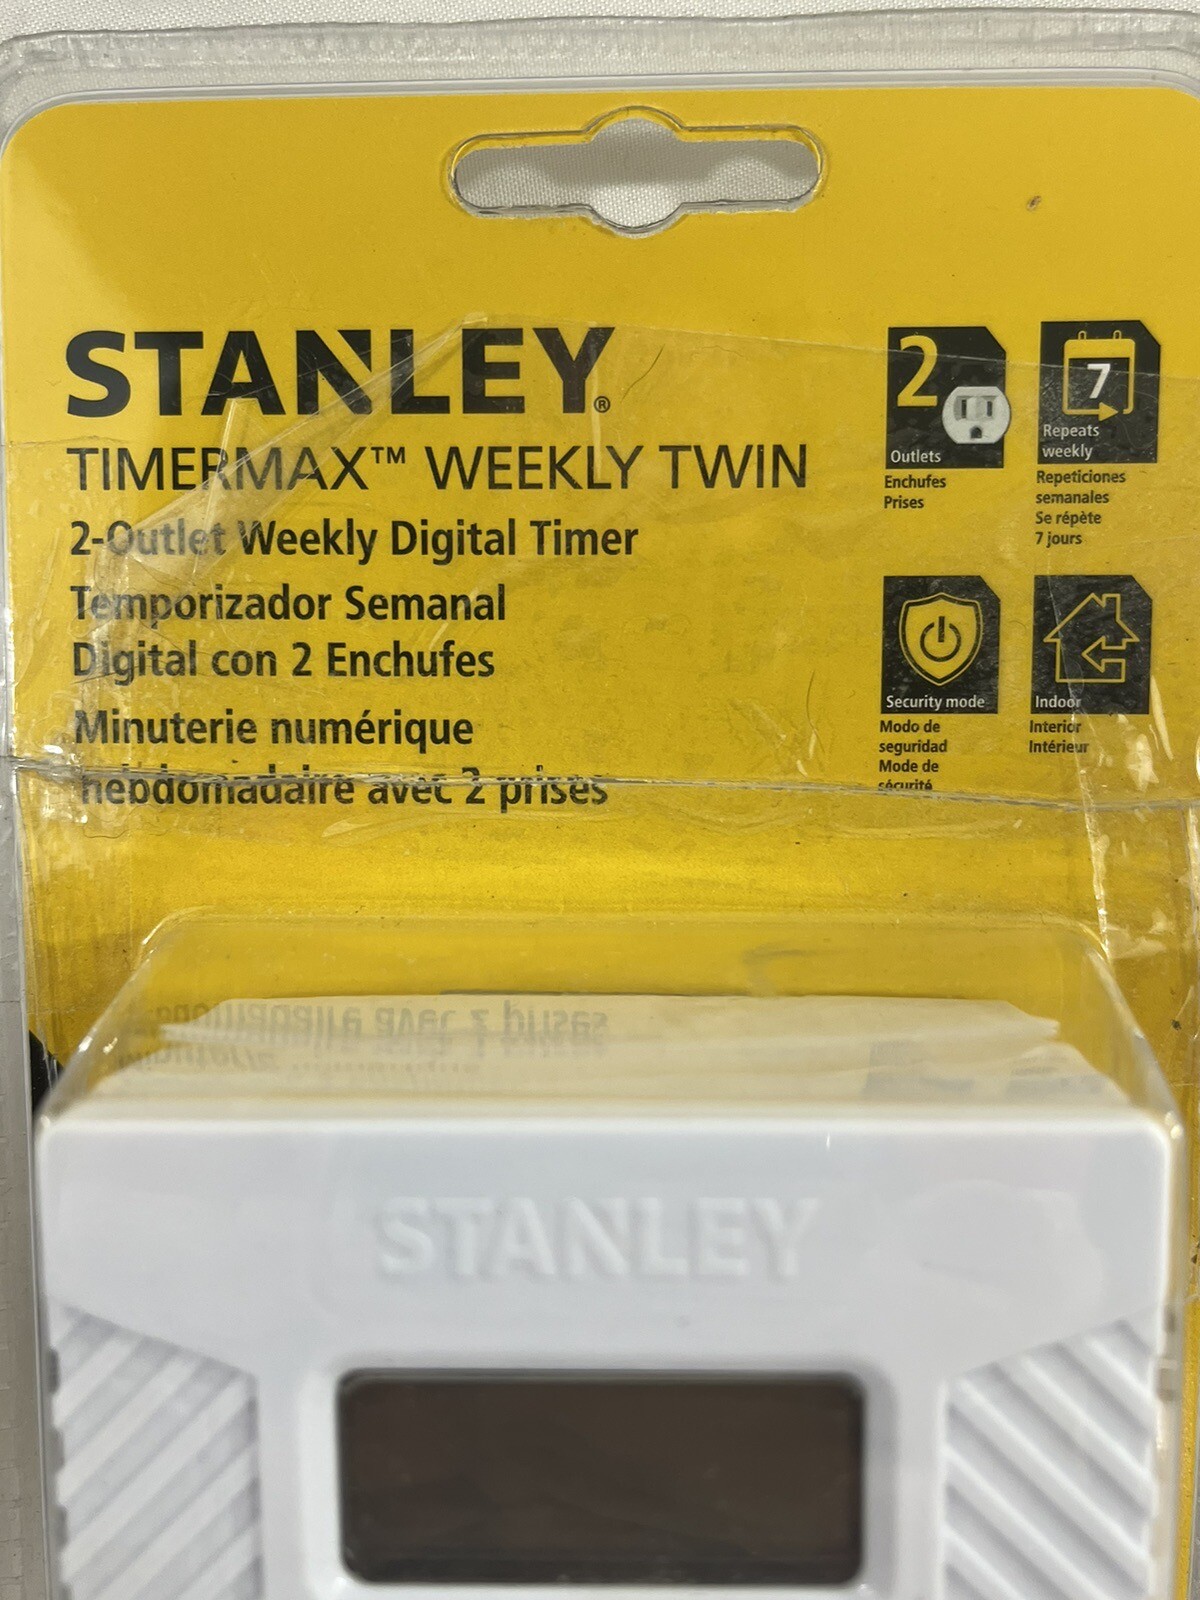 STANLEY®
TIMERMAX™ WEEKLY TWIN
2-Outlet Weekly Digital Timer
Temporizador Semanal
Digital con 2 Enchufes
Minuterie numérique
hebdomadaire avec 2 prises
2
Outlets
Enchufes
Prises
7
Repeats
weekly
Repeticiones
semanales
Se répète
7 jours
Security mode
Modo de
seguridad
Mode de
sécurité
Indoor
Interior
Intérieur
STANLEY